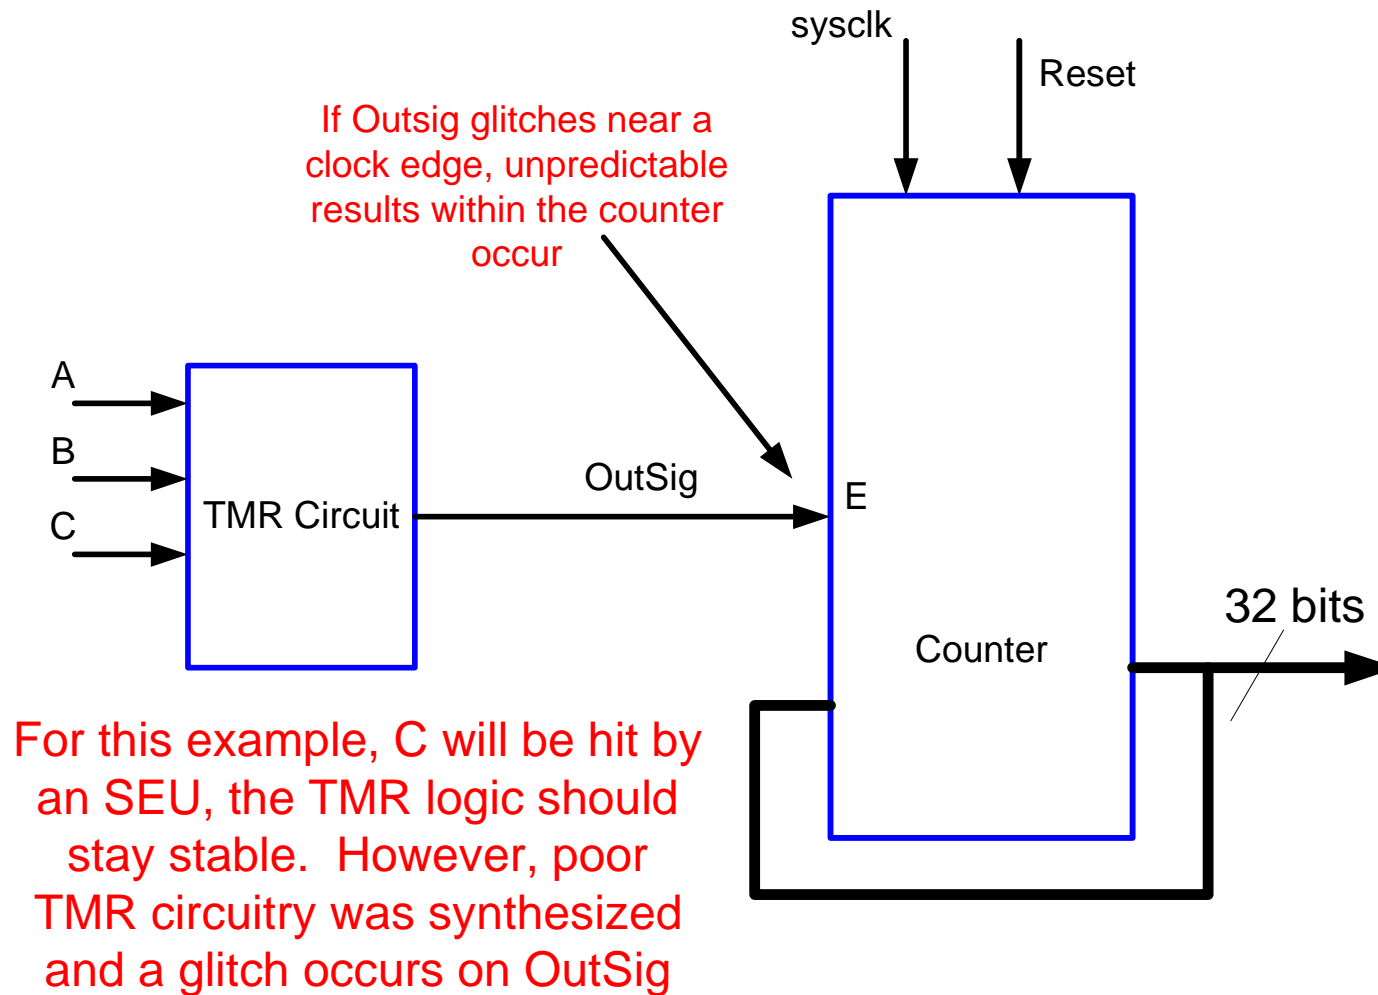 sysclk
Reset
If Outsig glitches near a
clock edge, unpredictable
results within the counter
occur
A
B
C
TMR Circuit
OutSig
E
Counter
32 bits
For this example, C will be hit by
an SEU, the TMR logic should
stay stable.  However, poor
TMR circuitry was synthesized
and a glitch occurs on OutSig